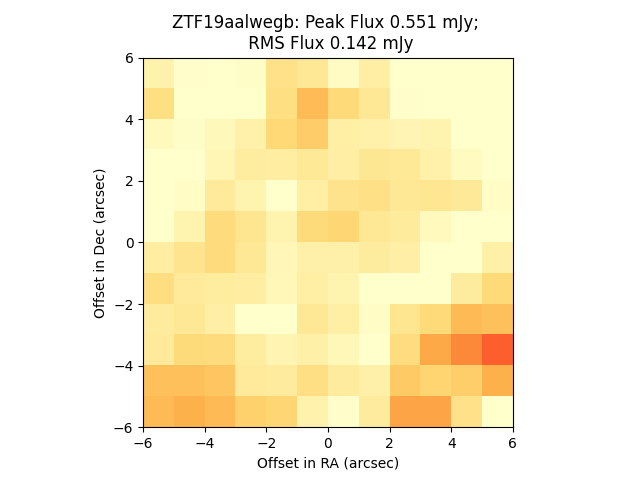 ZTF19aalwegb: Peak Flux 0.551 mJy;
RMS Flux 0.142 mJy
6
4
2
0
−2
−4
−6
Offset in Dec (arcsec)
−6 −4 −2 0 2 4 6
Offset in RA (arcsec)